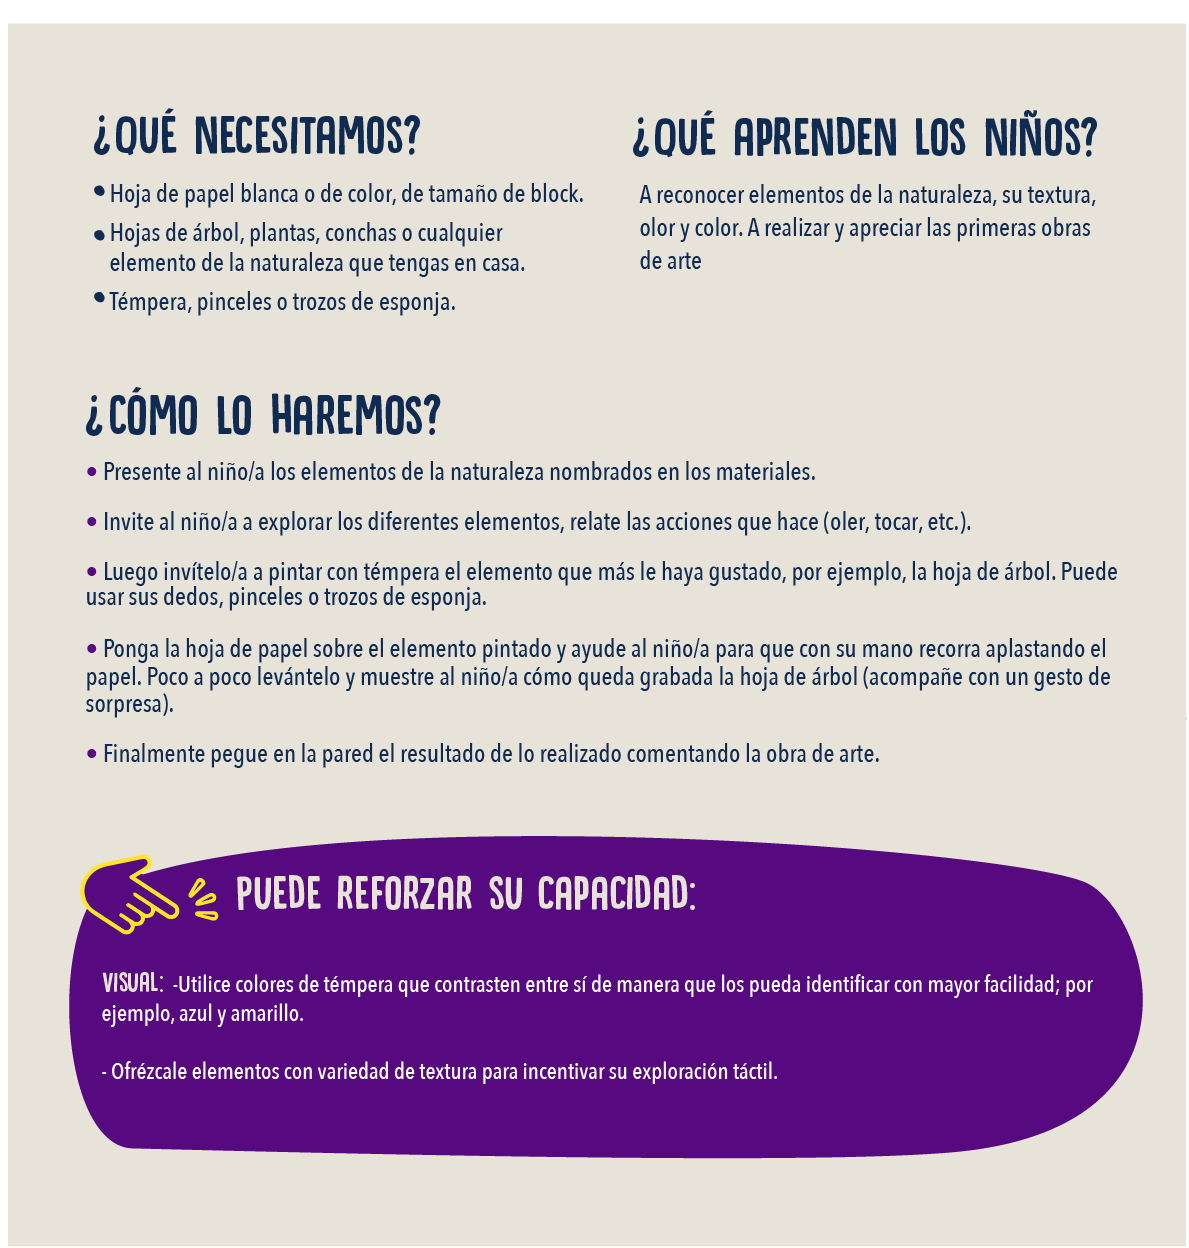 ¿QUÉ NECESITAMOS?
• Hoja de papel blanca o de color, de tamaño de block.
• Hojas de árbol, plantas, conchas o cualquier
elemento de la naturaleza que tengas en casa.
• Témpera, pinceles o trozos de esponja.
¿QUÉ APRENDEN LOS NIÑOS?
A reconocer elementos de la naturaleza, su textura,
olor y color. A realizar y apreciar las primeras obras
de arte
¿CÓMO LO HAREMOS?
• Presente al niño/a los elementos de la naturaleza nombrados en los materiales.
• Invite al niño/a a explorar los diferentes elementos, relate las acciones que hace (oler, tocar, etc.).
• Luego invítelo/a a pintar con témpera el elemento que más le haya gustado, por ejemplo, la hoja de árbol. Puede
usar sus dedos, pinceles o trozos de esponja.
• Ponga la hoja de papel sobre el elemento pintado y ayude al niño/a para que con su mano recorra aplastando el
papel. Poco a poco levántelo y muestre al niño/a cómo queda grabada la hoja de árbol (acompañe con un gesto de
sorpresa).
• Finalmente pegue en la pared el resultado de lo realizado comentando la obra de arte.
PUEDE REFORZAR SU CAPACIDAD:
VISUAL: -Utilice colores de témpera que contrasten entre sí de manera que los pueda identificar con mayor facilidad; por
ejemplo, azul y amarillo.
- Ofrézcale elementos con variedad de textura para incentivar su exploración táctil.